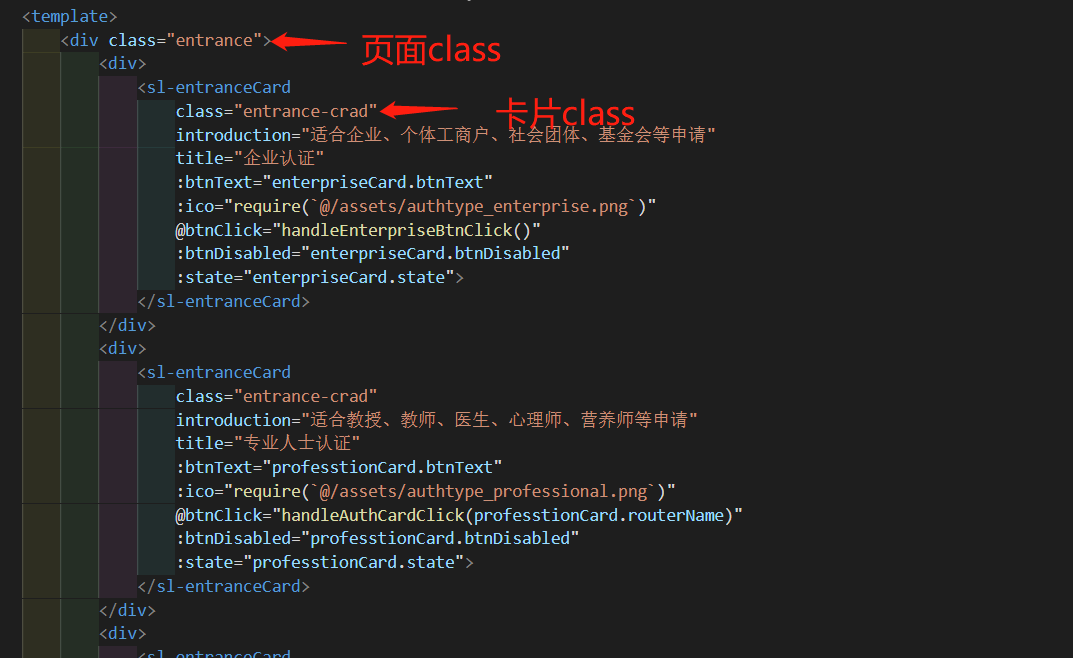 <template>
<div class="entrance"> 页面class
<div>
<sl-entranceCard
class="entrance-crad" 卡片class
introduction="适合企业、个体工商户、社会团体、基金会等申请"
title="企业认证"
:btnText="enterpriseCard.btnText"
:ico="require(`@/assets/authtype_enterprise.png`)"
@btnClick="handleEnterpriseBtnClick()"
:btnDisabled="enterpriseCard.btnDisabled"
:state="enterpriseCard.state">
</sl-entranceCard>
</div>
<div>
<sl-entranceCard
class="entrance-crad"
introduction="适合教授、教师、医生、心理师、营养师等申请"
title="专业人士认证"
:btnText="professtionCard.btnText"
:ico="require(`@/assets/authtype_professional.png`)"
@btnClick="handleAuthCardClick(professtionCard.routerName)"
:btnDisabled="professtionCard.btnDisabled"
:state="professtionCard.state">
</sl-entranceCard>
</div>
<div>
<sl-entranceCard